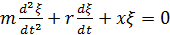 m d²ξ/dt² + r dξ/dt + xξ = 0